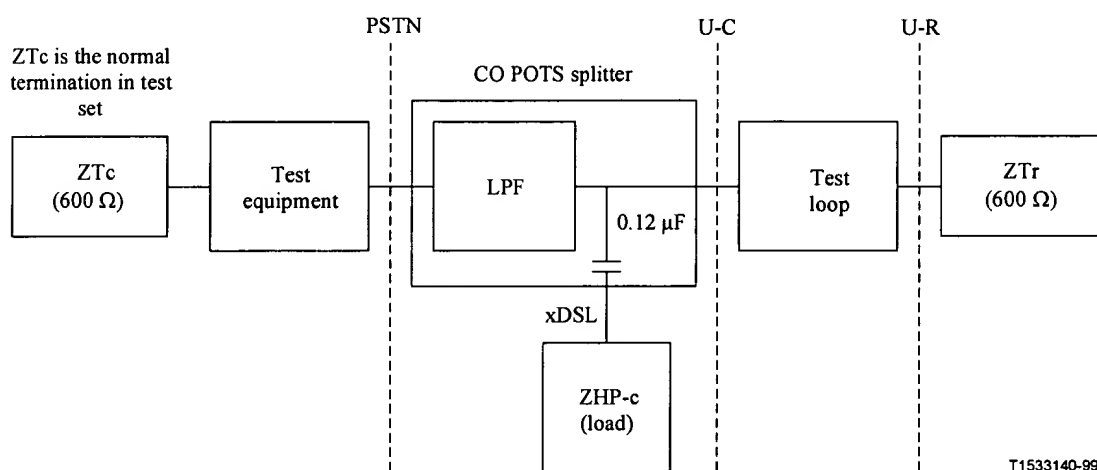 PSTN
U-C
U-R
ZTc is the normal
termination in test
set
CO POTS splitter
ZTc
(600 Ω)
Test
equipment
LPF
0.12 µF
Test
loop
ZTr
(600 Ω)
xDSL
ZHP-c
(load)
T1533140-99